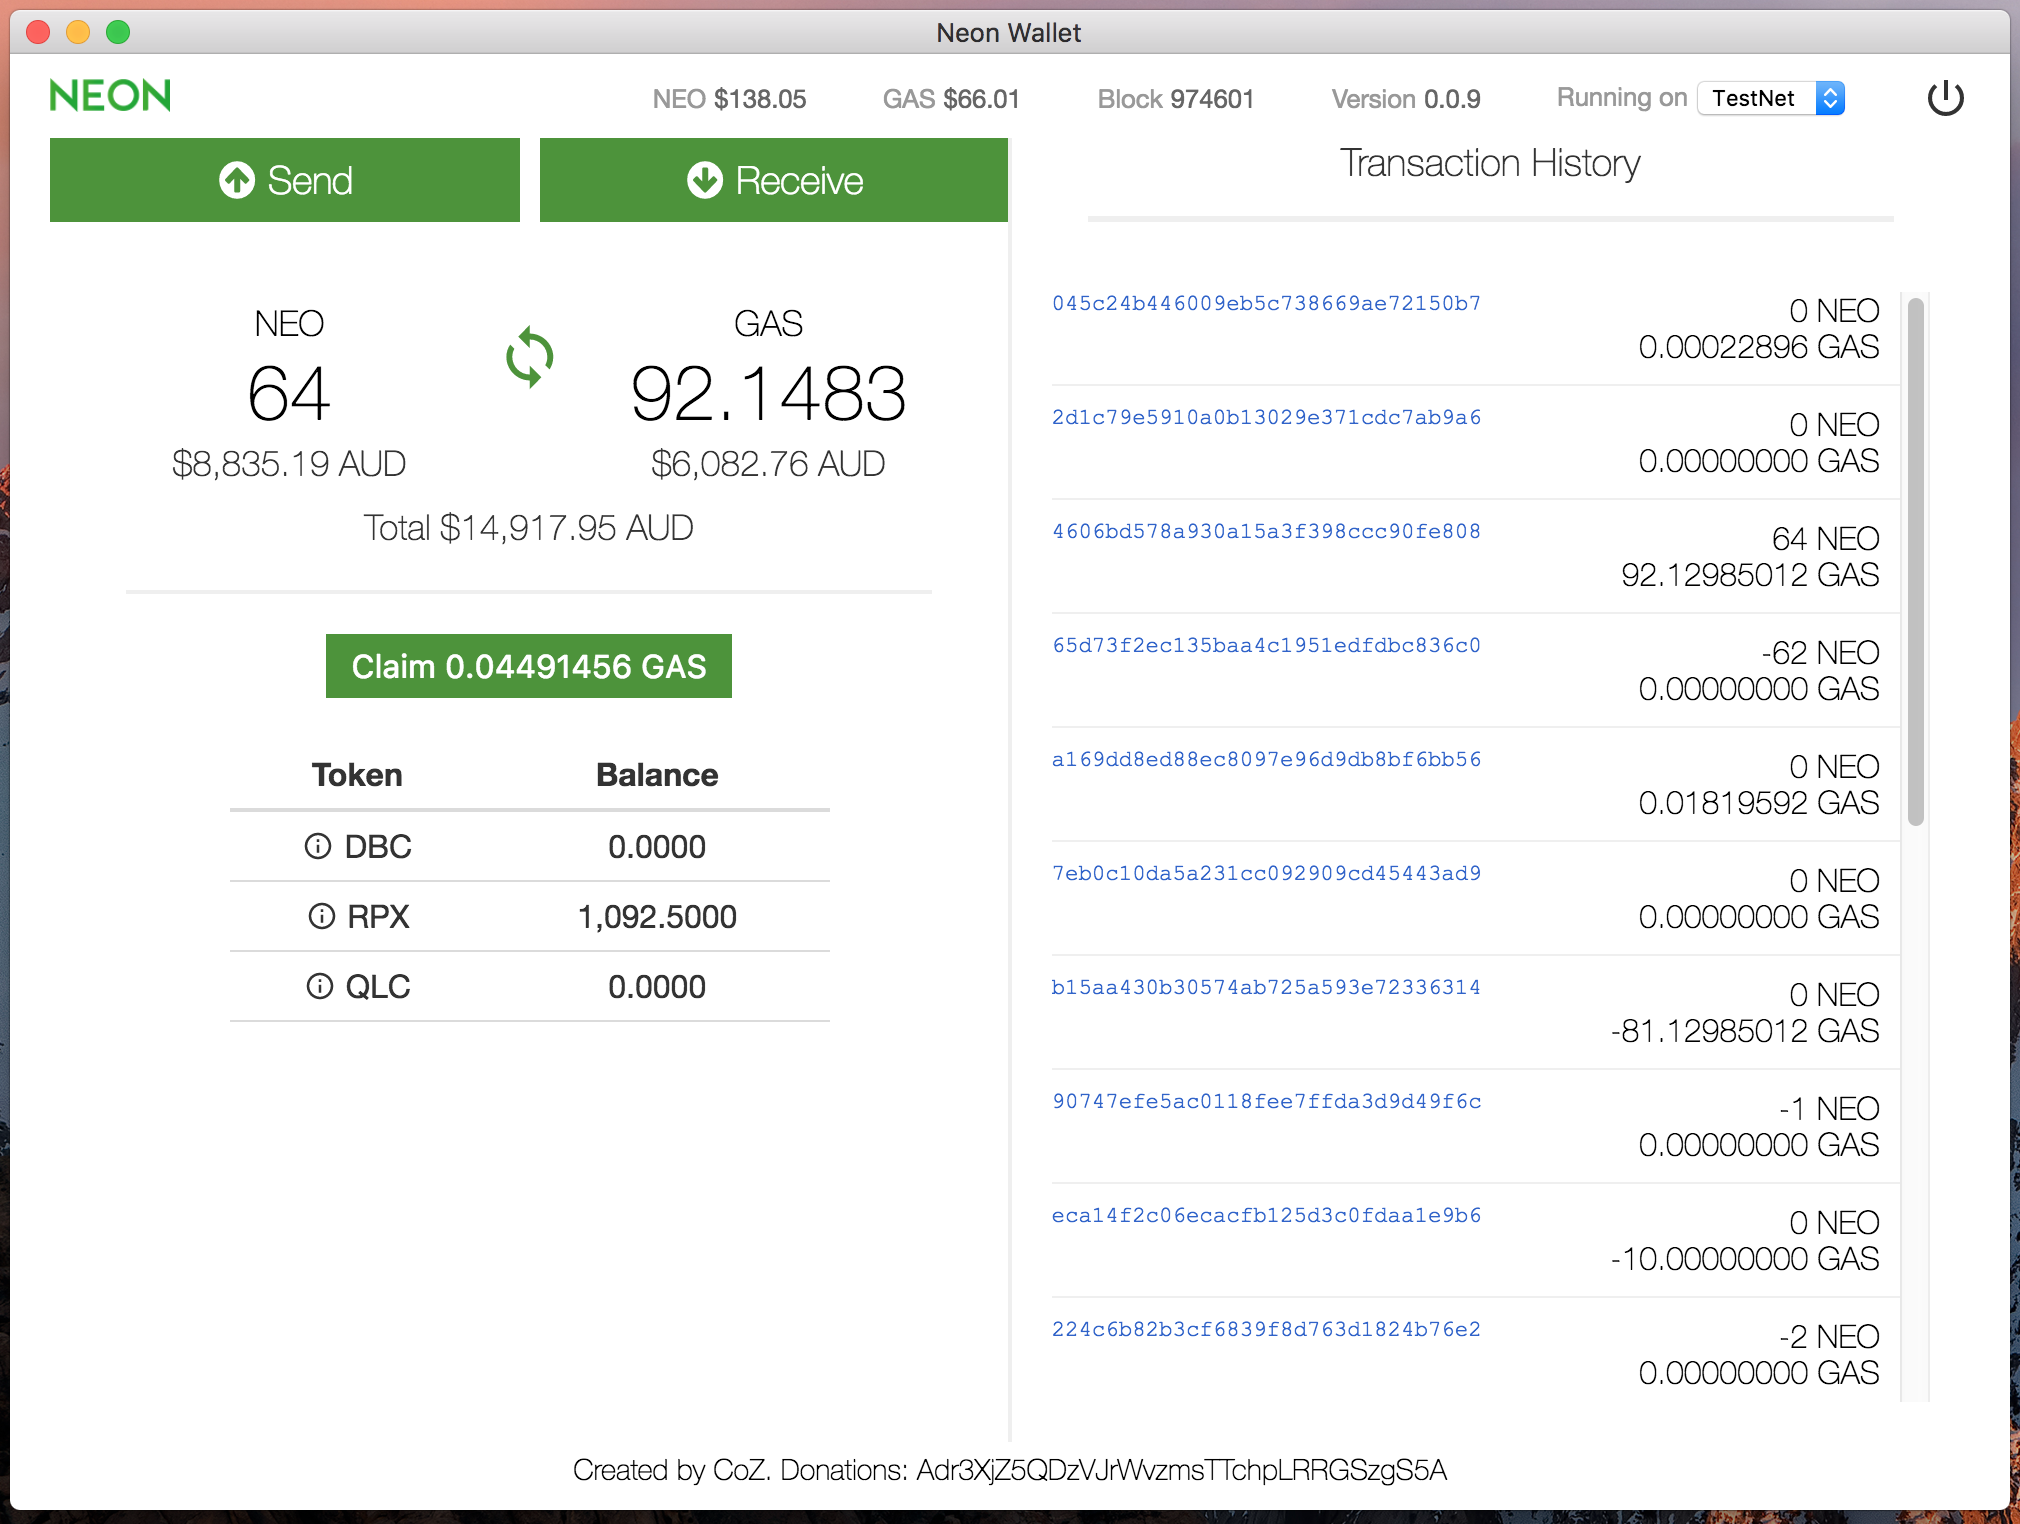 Neon Wallet
NEON
NEO $138.05
GAS $66.01
Block 974601
Version 0.0.9
Running on TestNet
Send
Receive
NEO
64
$8,835.19 AUD
GAS
92.1483
$6,082.76 AUD
Total $14,917.95 AUD
Claim 0.04491456 GAS
Token Balance
DBC 0.0000
RPX 1,092.5000
QLC 0.0000
Transaction History
045c24b446009eb5c738669ae72150b7
0 NEO
0.00022896 GAS
2d1c79e5910a0b13029e371cdc7ab9a6
0 NEO
0.00000000 GAS
4606bd578a930a15a3f398ccc90fe808
64 NEO
92.12985012 GAS
65d73f2ec135baa4c1951edfdbc836c0
-62 NEO
0.00000000 GAS
a169dd8ed88ec8097e96d9db8bf6bb56
0 NEO
0.01819592 GAS
7eb0c10da5a231cc092909cd45443ad9
0 NEO
0.00000000 GAS
b15aa430b30574ab725a593e72336314
0 NEO
-81.12985012 GAS
90747efe5ac0118fee7ffda3d9d49f6c
-1 NEO
0.00000000 GAS
eca14f2c06ecacfb125d3c0fdaa1e9b6
0 NEO
-10.00000000 GAS
224c6b82b3cf6839f8d763d1824b76e2
-2 NEO
0.00000000 GAS
Created by CoZ. Donations: Adr3XjZ5QDzVJrWvzmsTTchpLRRGSzgS5A